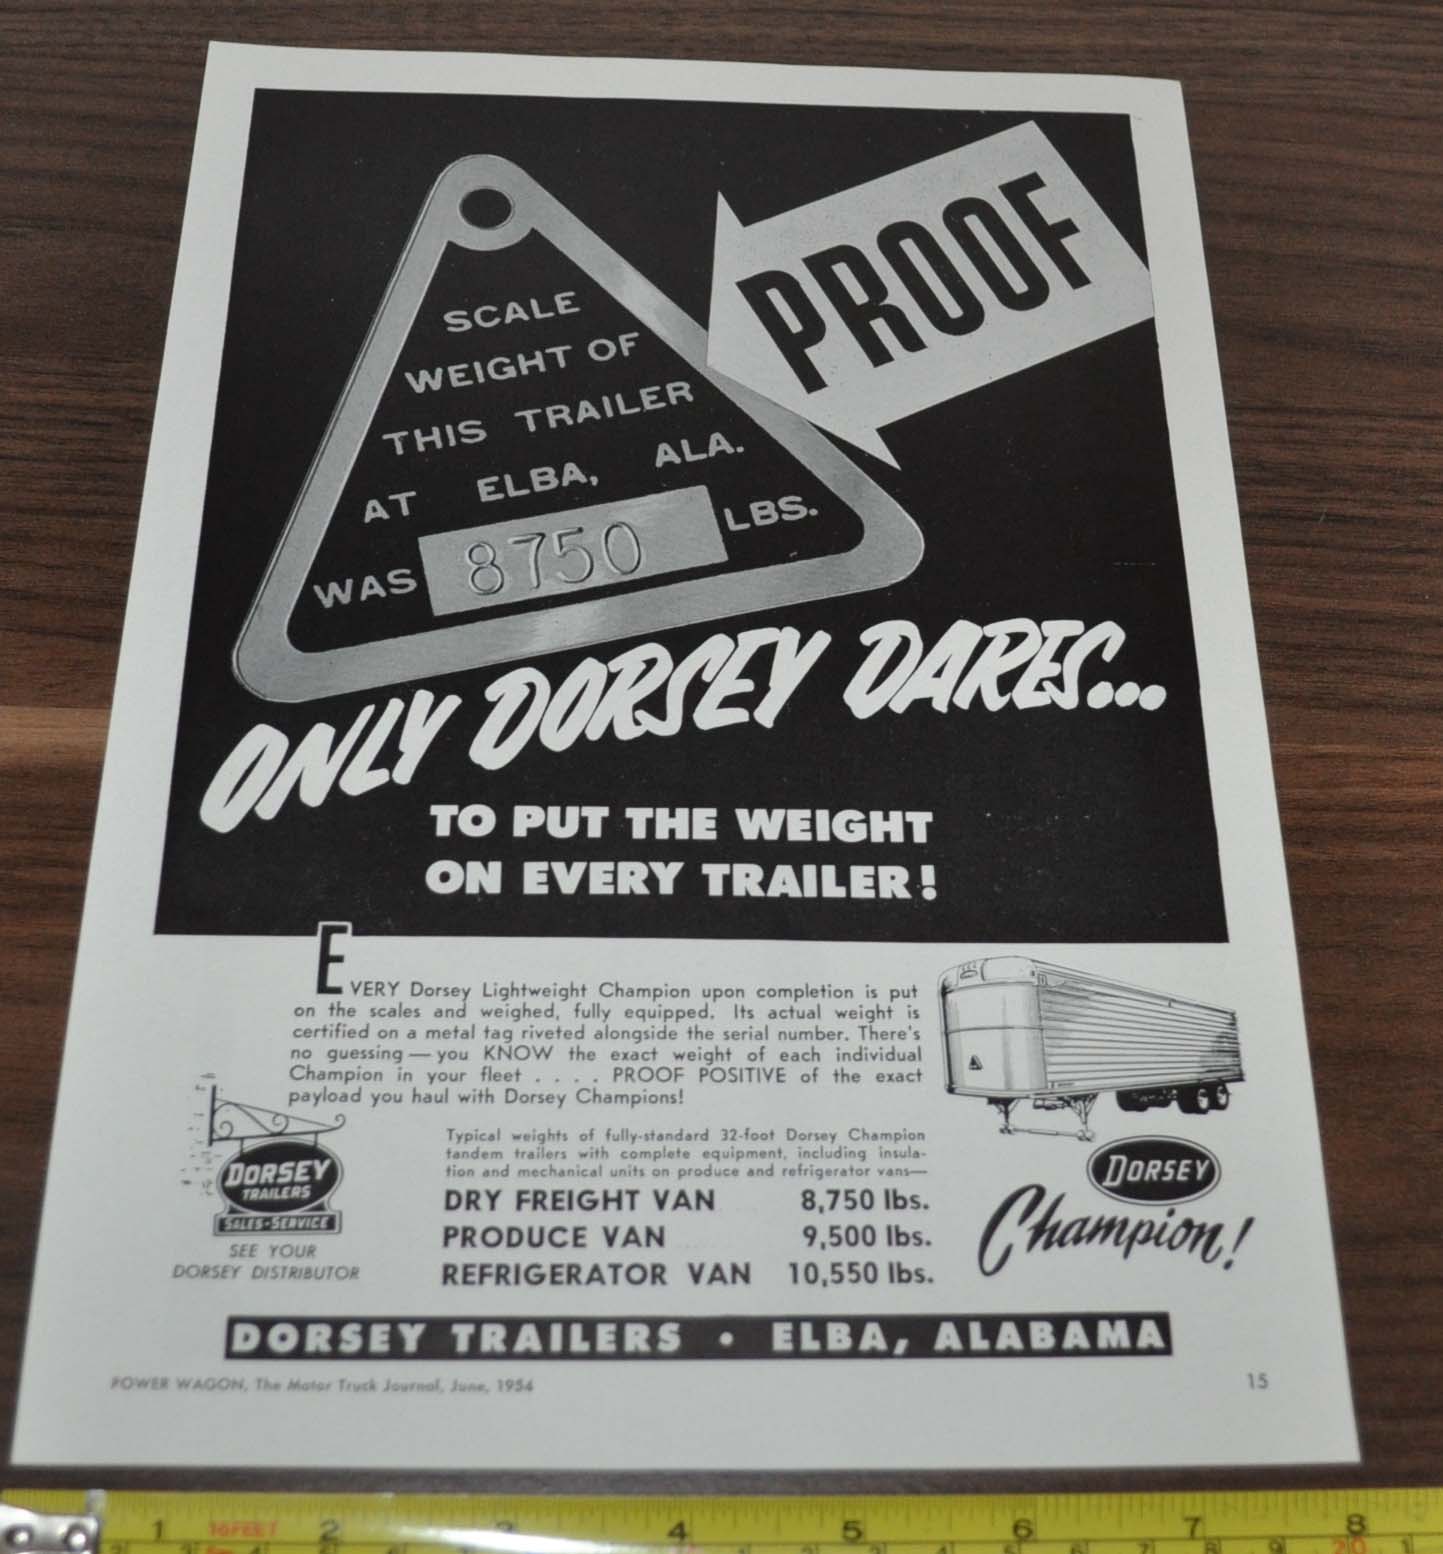 PROOF
SCALE
WEIGHT OF
THIS TRAILER
AT ELBA, ALA.
WAS 8750 LBS.
ONLY DORSEY DARES...
TO PUT THE WEIGHT
ON EVERY TRAILER!
EVERY Dorsey Lightweight Champion upon completion is put
on the scales and weighed, fully equipped. Its actual weight is
certified on a metal tag riveted alongside the serial number. There's
no guessing — you KNOW the exact weight of each individual
Champion in your fleet . . . . PROOF POSITIVE of the exact
payload you haul with Dorsey Champions!
DORSEY
TRAILERS
SALES-SERVICE
SEE YOUR
DORSEY DISTRIBUTOR
Typical weights of fully-standard 32-foot Dorsey Champion
tandem trailers with complete equipment, including insula-
tion and mechanical units on produce and refrigerator vans—
DRY FREIGHT VAN 8,750 lbs.
PRODUCE VAN 9,500 lbs.
REFRIGERATOR VAN 10,550 lbs.
DORSEY
Champion!
DORSEY TRAILERS • ELBA, ALABAMA
POWER WAGON, The Motor Truck Journal, June, 1954
15
1 10FEET 2 3 4 5 6 7 8